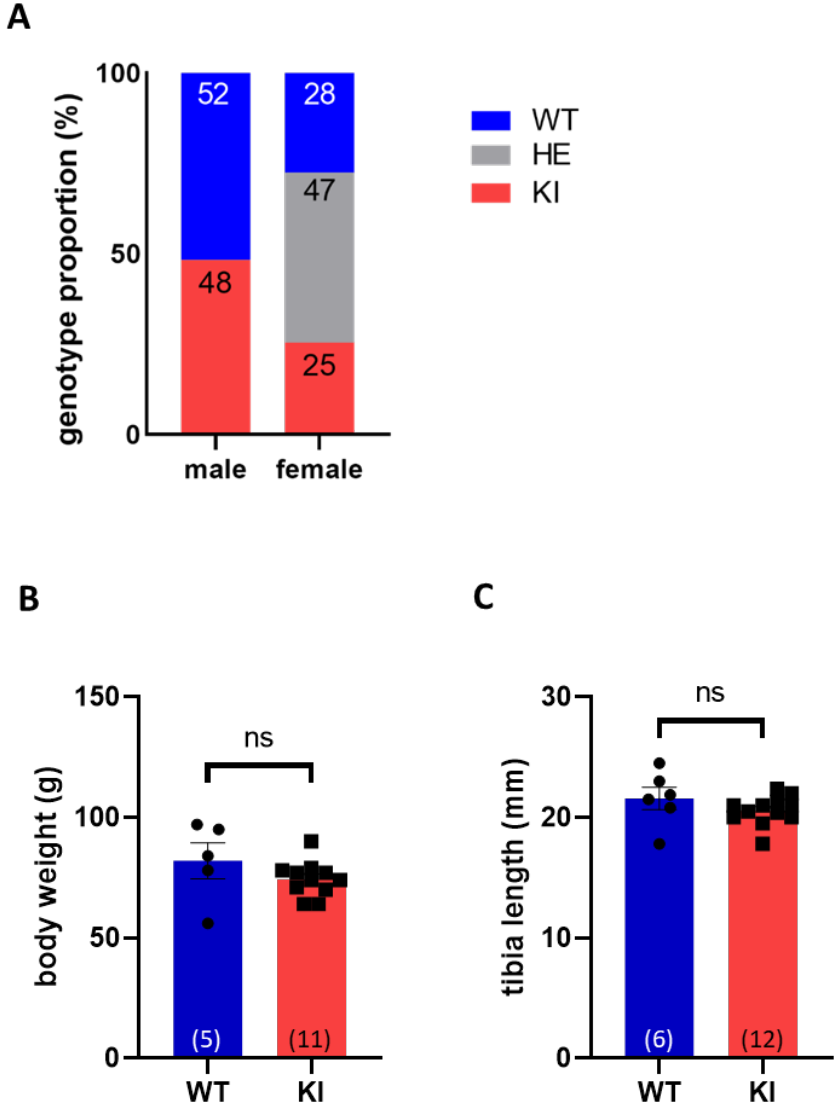 A
genotype proportion (%)
100
50
0
52
48
28
47
25
male
female
WT
HE
KI
B
body weight (g)
150
100
50
0
ns
(5)
(11)
WT
KI
C
tibia length (mm)
30
20
10
0
ns
(6)
(12)
WT
KI